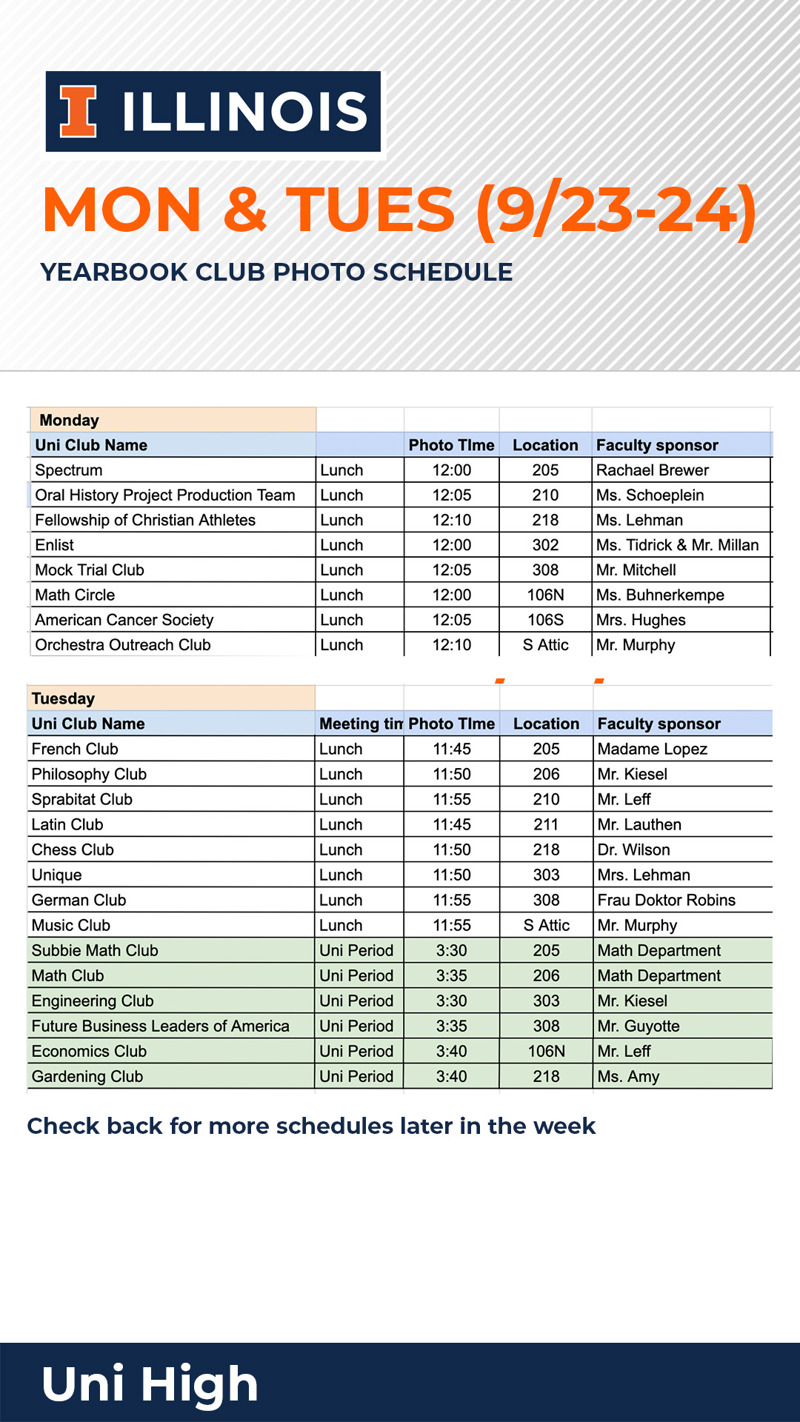 I ILLINOIS
MON & TUES (9/23-24)
YEARBOOK CLUB PHOTO SCHEDULE
Monday
Uni Club Name Photo TIme Location Faculty sponsor
Spectrum Lunch 12:00 205 Rachael Brewer
Oral History Project Production Team Lunch 12:05 210 Ms. Schoeplein
Fellowship of Christian Athletes Lunch 12:10 218 Ms. Lehman
Enlist Lunch 12:00 302 Ms. Tidrick & Mr. Millan
Mock Trial Club Lunch 12:05 308 Mr. Mitchell
Math Circle Lunch 12:00 106N Ms. Buhnerkempe
American Cancer Society Lunch 12:05 106S Mrs. Hughes
Orchestra Outreach Club Lunch 12:10 S Attic Mr. Murphy
Tuesday
Uni Club Name Meeting tim Photo TIme Location Faculty sponsor
French Club Lunch 11:45 205 Madame Lopez
Philosophy Club Lunch 11:50 206 Mr. Kiesel
Sprabitat Club Lunch 11:55 210 Mr. Leff
Latin Club Lunch 11:45 211 Mr. Lauthen
Chess Club Lunch 11:50 218 Dr. Wilson
Unique Lunch 11:50 303 Mrs. Lehman
German Club Lunch 11:55 308 Frau Doktor Robins
Music Club Lunch 11:55 S Attic Mr. Murphy
Subbie Math Club Uni Period 3:30 205 Math Department
Math Club Uni Period 3:35 206 Math Department
Engineering Club Uni Period 3:30 303 Mr. Kiesel
Future Business Leaders of America Uni Period 3:35 308 Mr. Guyotte
Economics Club Uni Period 3:40 106N Mr. Leff
Gardening Club Uni Period 3:40 218 Ms. Amy
Check back for more schedules later in the week
Uni High